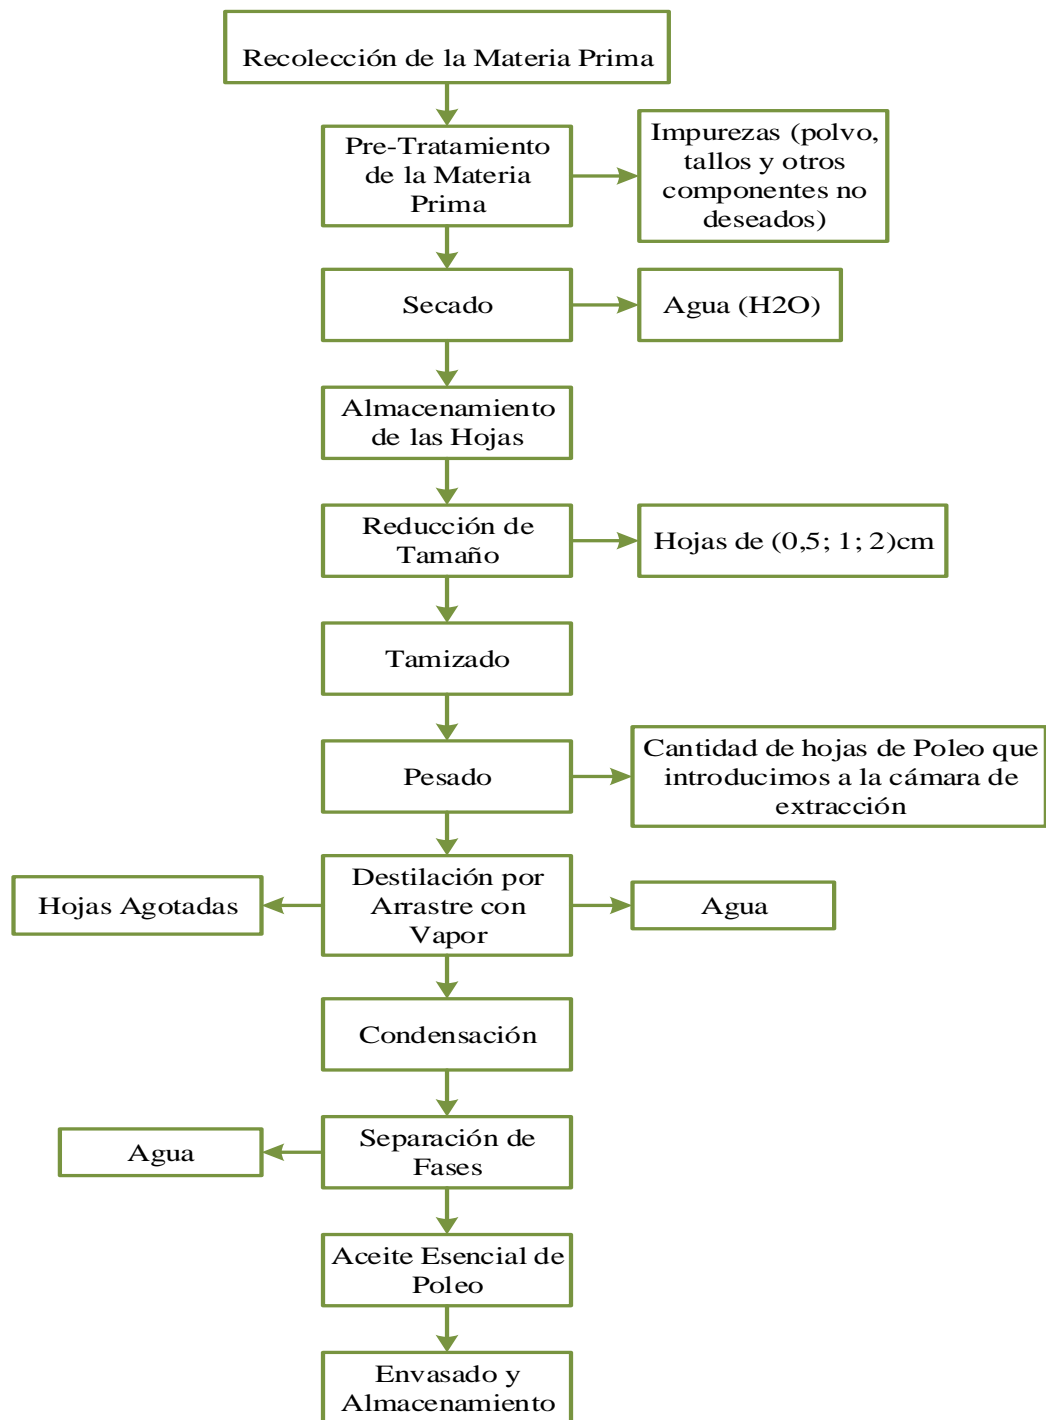 Recolección de la Materia Prima
Pre-Tratamiento
de la Materia
Prima
Impurezas (polvo,
tallos y otros
componentes no
deseados)
Secado
Agua (H2O)
Almacenamiento
de las Hojas
Reducción de
Tamaño
Hojas de (0,5; 1; 2)cm
Tamizado
Pesado
Cantidad de hojas de Poleo que
introducimos a la cámara de
extracción
Hojas Agotadas
Destilación por
Arrastre con
Vapor
Agua
Condensación
Agua
Separación de
Fases
Aceite Esencial de
Poleo
Envasado y
Almacenamiento